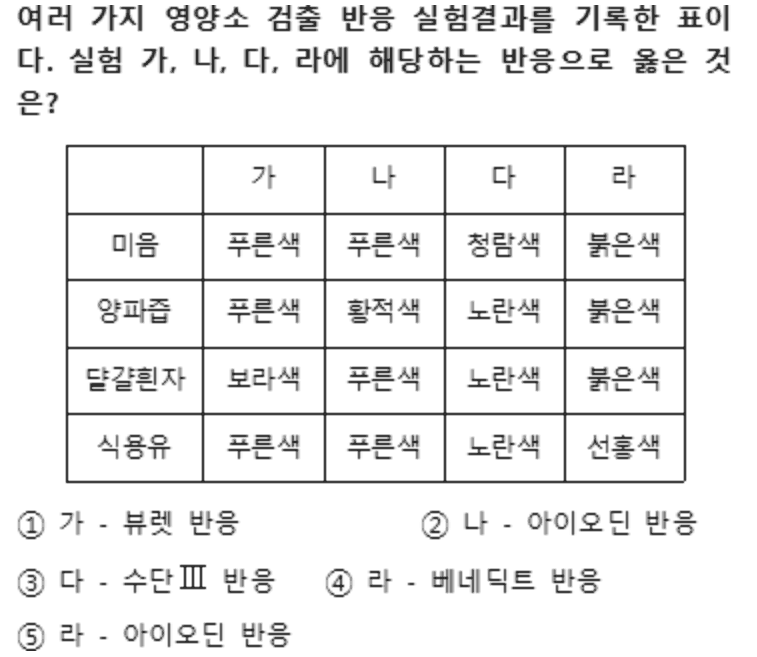 여러 가지 영양소 검출 반응 실험결과를 기록한 표이
다. 실험 가, 나, 다, 라에 해당하는 반응으로 옳은 것
은?
가 나 다 라
미음 푸른색 푸른색 청람색 붉은색
양파즙 푸른색 황적색 노란색 붉은색
댤걀흰자 보라색 푸른색 노란색 붉은색
식용유 푸른색 푸른색 노란색 선홍색
① 가 - 뷰렛 반응 ② 나 - 아이오딘 반응
③ 다 - 수단Ⅲ 반응 ④ 라 - 베네딕트 반응
⑤ 라 - 아이오딘 반응